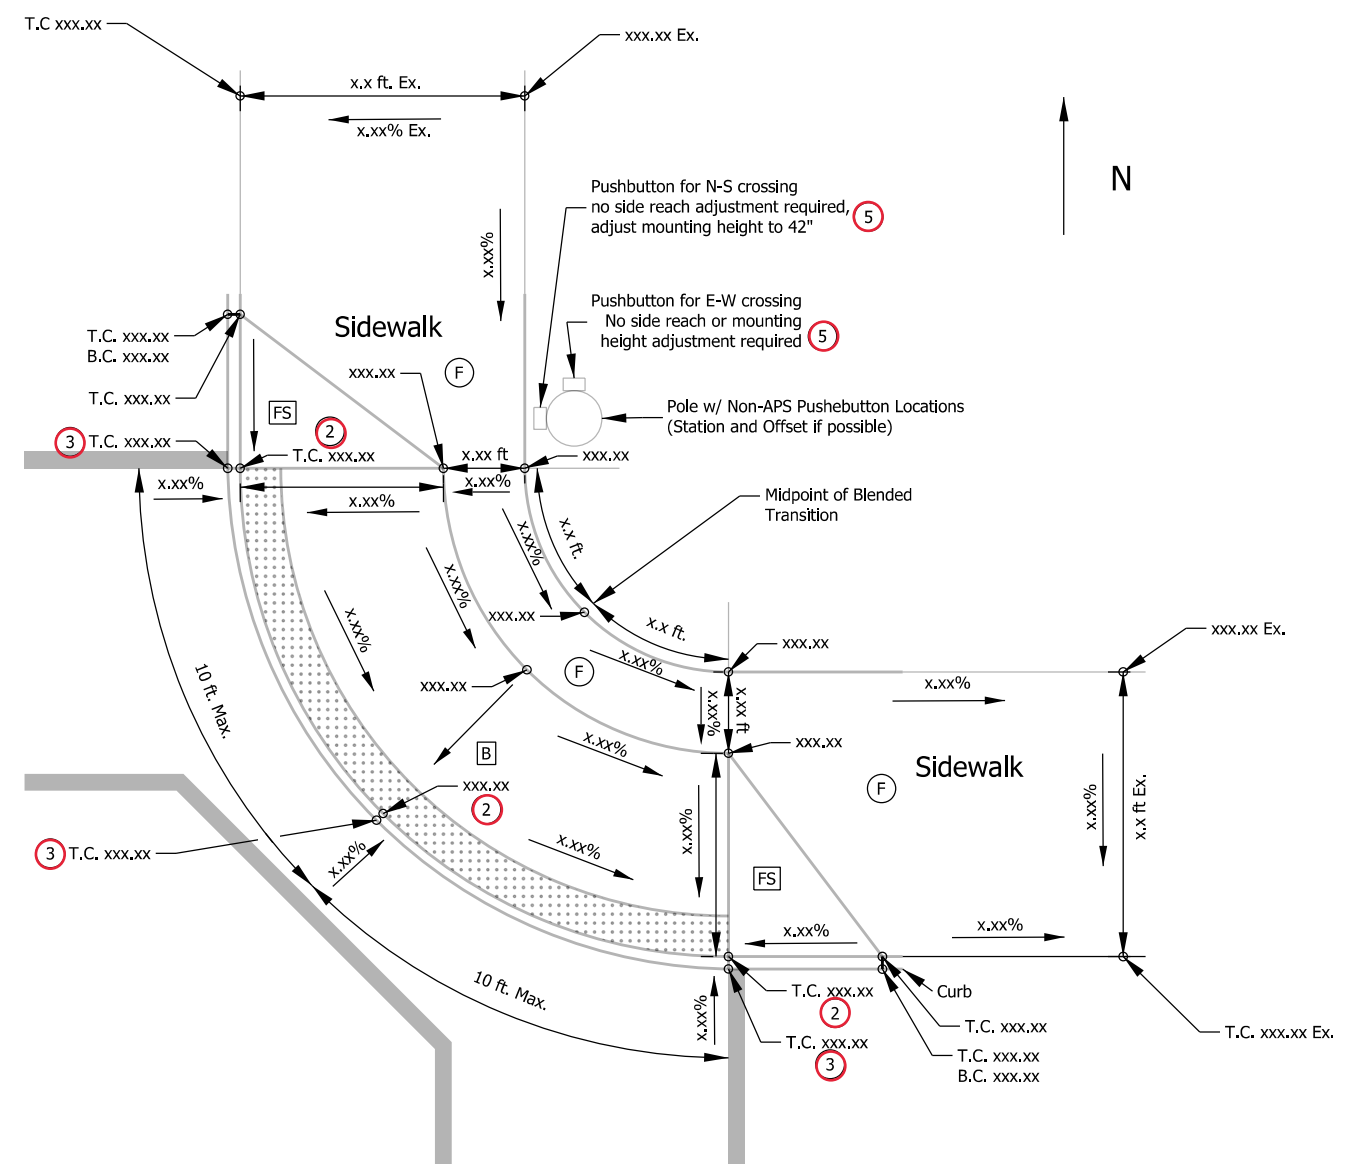 T.C xxx.xx
xxx.xx Ex.
x.x ft. Ex.
x.xx% Ex.
N
Pushbutton for N-S crossing
no side reach adjustment required,
adjust mounting height to 42"
5
x.xx%
Pushbutton for E-W crossing
No side reach or mounting
height adjustment required
5
Sidewalk
T.C. xxx.xx
B.C. xxx.xx
xxx.xx
F
T.C. xxx.xx
FS
2
Pole w/ Non-APS Pushebutton Locations
(Station and Offset if possible)
3
T.C. xxx.xx
T.C. xxx.xx
x.xx ft
xxx.xx
x.xx%
x.xx%
x.xx%
Midpoint of Blended
Transition
x.xx%
x.x ft.
x.xx%
x.xx%
xxx.xx
x.x ft.
xxx.xx Ex.
xxx.xx
x.xx%
F
xxx.xx
10 ft. Max.
x.xx%
x.xx%
x.xx ft
x.xx%
xxx.xx
B
Sidewalk
xxx.xx
2
F
x.xx%
x.x ft Ex.
x.xx%
x.xx%
3
T.C. xxx.xx
x.xx%
FS
x.xx%
x.xx%
10 ft. Max.
T.C. xxx.xx
2
Curb
x.xx%
T.C. xxx.xx
T.C. xxx.xx Ex.
T.C. xxx.xx
3
T.C. xxx.xx
B.C. xxx.xx